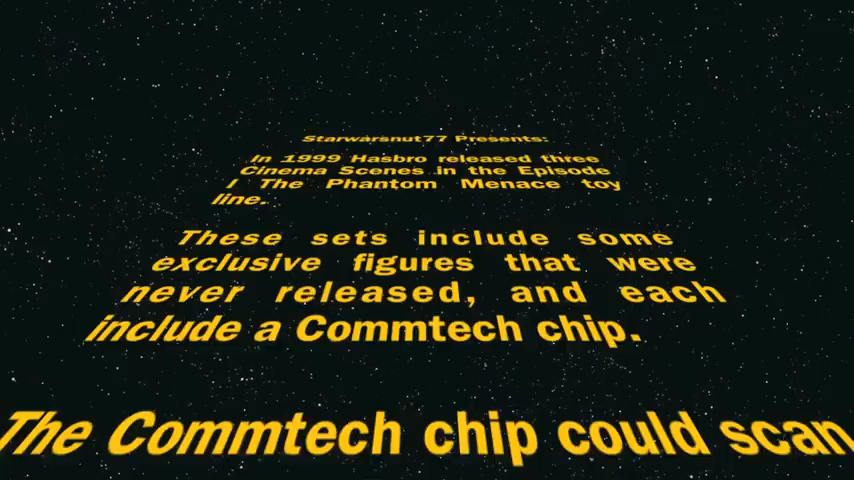 Starwarsnut77 Presents:
In 1999 Hasbro released three
Cinema Scenes in the Episode
I The Phantom Menace toy
line.
These sets include some
exclusive figures that were
never released, and each
include a Commtech chip.
The Commtech chip could scan